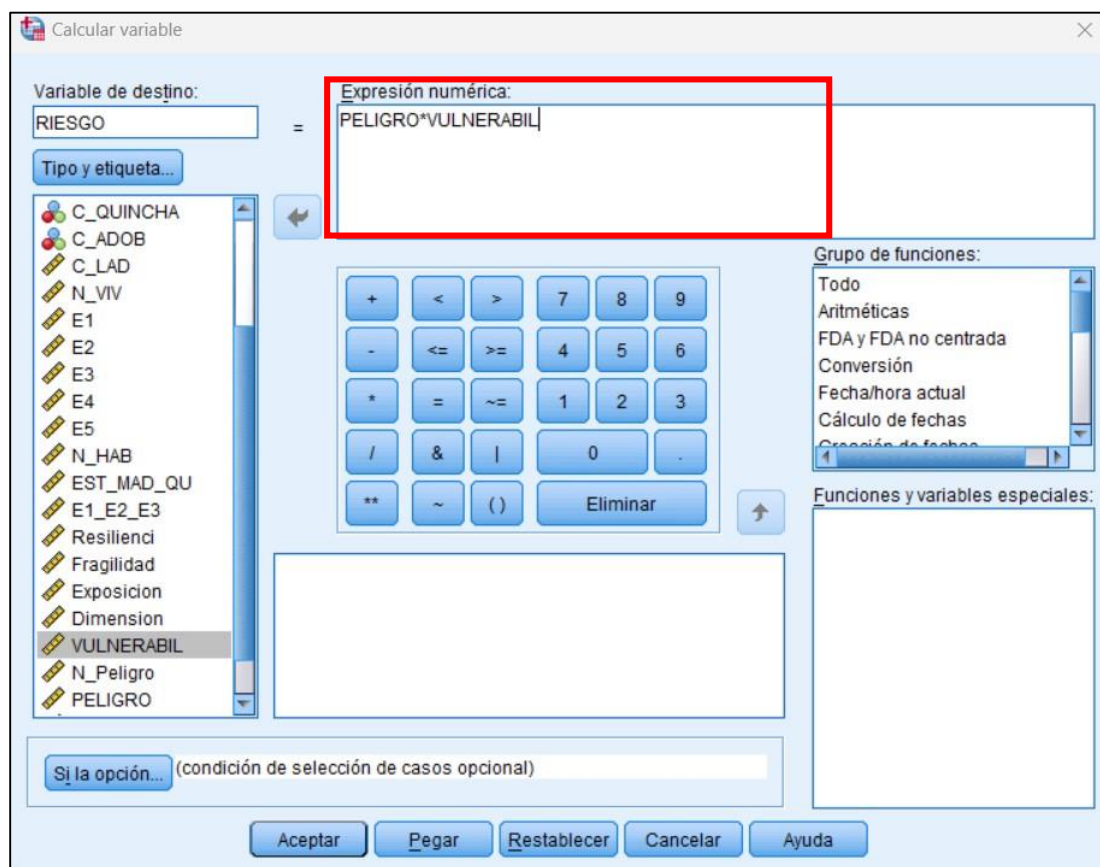 Calcular variable
Variable de destino:
RIESGO
=
Expresión numérica:
PELIGRO*VULNERABIL
Tipo y etiqueta...
C_QUINCHA
C_ADOB
C_LAD
N_VIV
E1
E2
E3
E4
E5
N_HAB
EST_MAD_QU
E1_E2_E3
Resilienci
Fragilidad
Exposicion
Dimension
VULNERABIL
N_Peligro
PELIGRO
+ < > 7 8 9
- <= >= 4 5 6
* = ~= 1 2 3
/ & | 0 .
** ~ ( ) Eliminar
Grupo de funciones:
Todo
Aritméticas
FDA y FDA no centrada
Conversión
Fecha/hora actual
Cálculo de fechas
Creación de fechas
Funciones y variables especiales:
Si la opción... (condición de selección de casos opcional)
Aceptar Pegar Restablecer Cancelar Ayuda